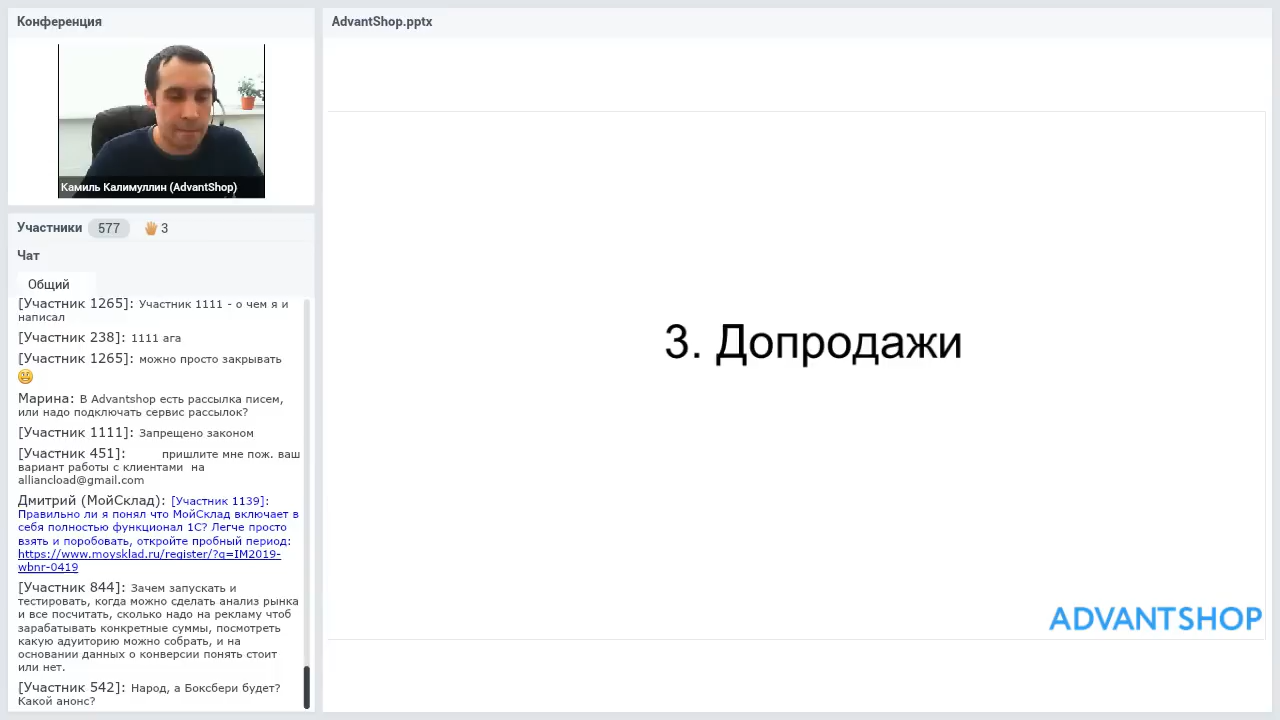 Конференция
Камиль Калимуллин (AdvantShop)
Участники 577 3
Чат
Общий
[Участник 1265]: Участник 1111 - о чем я и
написал
[Участник 238]: 1111 ага
[Участник 1265]: можно просто закрывать
Марина: В Advantshop есть рассылка писем,
или надо подключать сервис рассылок?
[Участник 1111]: Запрещено законом
[Участник 451]: пришлите мне пож. ваш
вариант работы с клиентами на
alliancload@gmail.com
Дмитрий (МойСклад): [Участник 1139]:
Правильно ли я понял что МойСклад включает в
себя полностью функционал 1С? Легче просто
взять и поробовать, откройте пробный период:
https://www.moysklad.ru/register/?q=IM2019-
wbnr-0419
[Участник 844]: Зачем запускать и
тестировать, когда можно сделать анализ рынка
и все посчитать, сколько надо на рекламу чтоб
зарабатывать конкретные суммы, посмотреть
какую адуиторию можно собрать, и на
основании данных о конверсии понять стоит
или нет.
[Участник 542]: Народ, а Боксбери будет?
Какой анонс?
AdvantShop.pptx
3. Допродажи
ADVANTSHOP